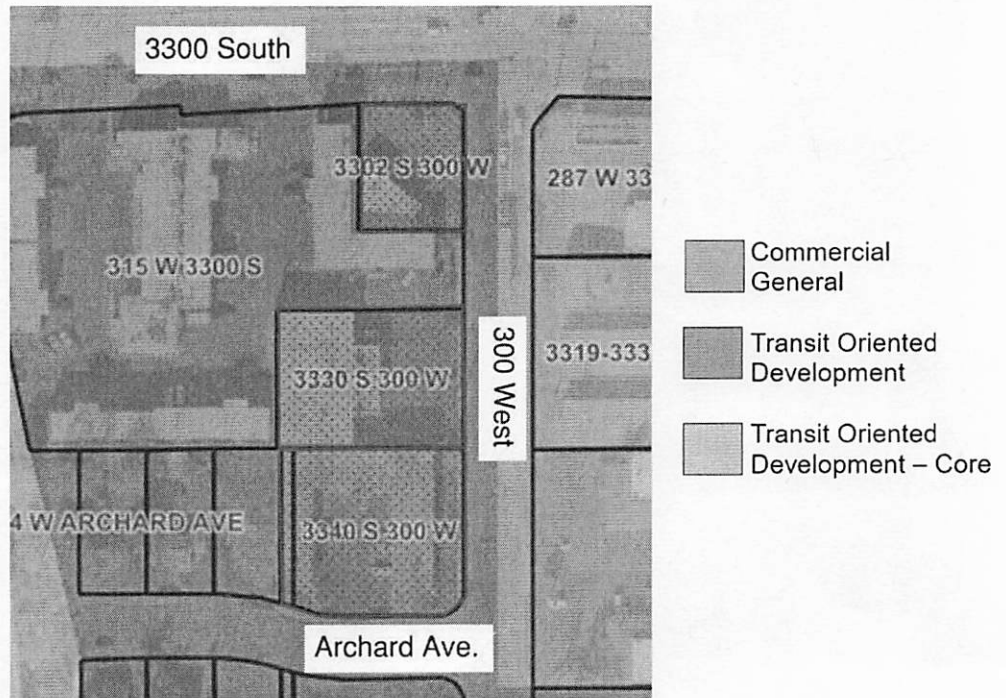 3300 South
3302 S 300 W
287 W 33
315 W 3300 S
Commercial
General
300 West
3319-333
Transit Oriented
Development
3330 S 300 W
Transit Oriented
Development – Core
4 W ARCHARD AVE
3340 S 300 W
Archard Ave.